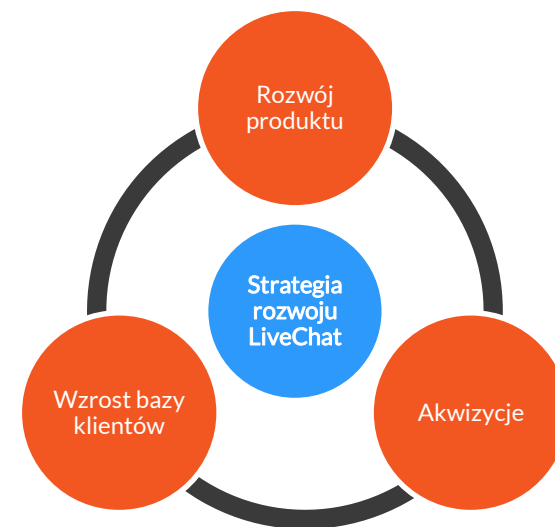 Rozwój
produktu
Strategia
rozwoju
LiveChat
Wzrost bazy
klientów
Akwizycje